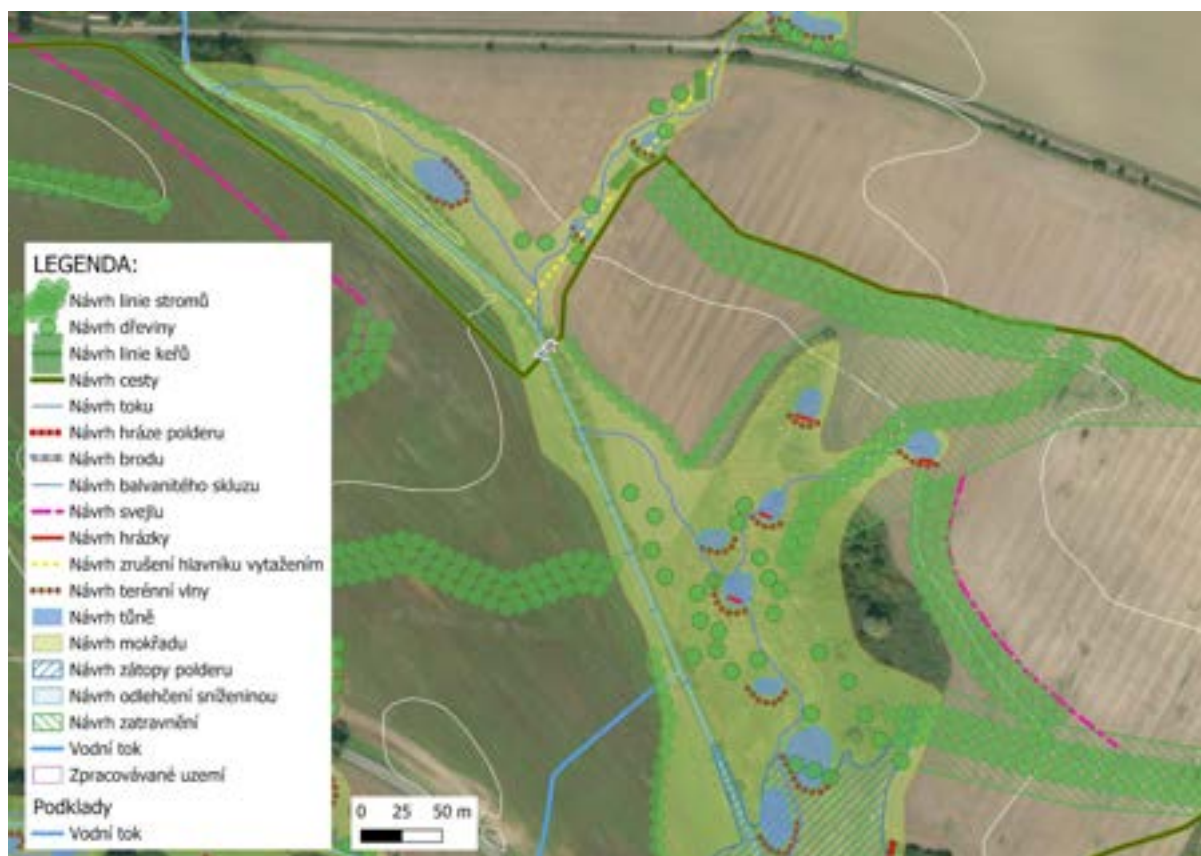 LEGENDA:
Návrh linie stromů
Návrh dřeviny
Návrh linie keřů
Návrh cesty
Návrh toku
Návrh hráze polderu
Návrh brodu
Návrh balvanitého skluzu
Návrh svejlu
Návrh hrázky
Návrh zrušení hlavníku vytažením
Návrh terénní vlny
Návrh tůně
Návrh mokřadu
Návrh zátopy polderu
Návrh odlehčení sníženinou
Návrh zatravnění
Vodní tok
Zpracovávané uzemí
Podklady
Vodní tok
0 25 50 m